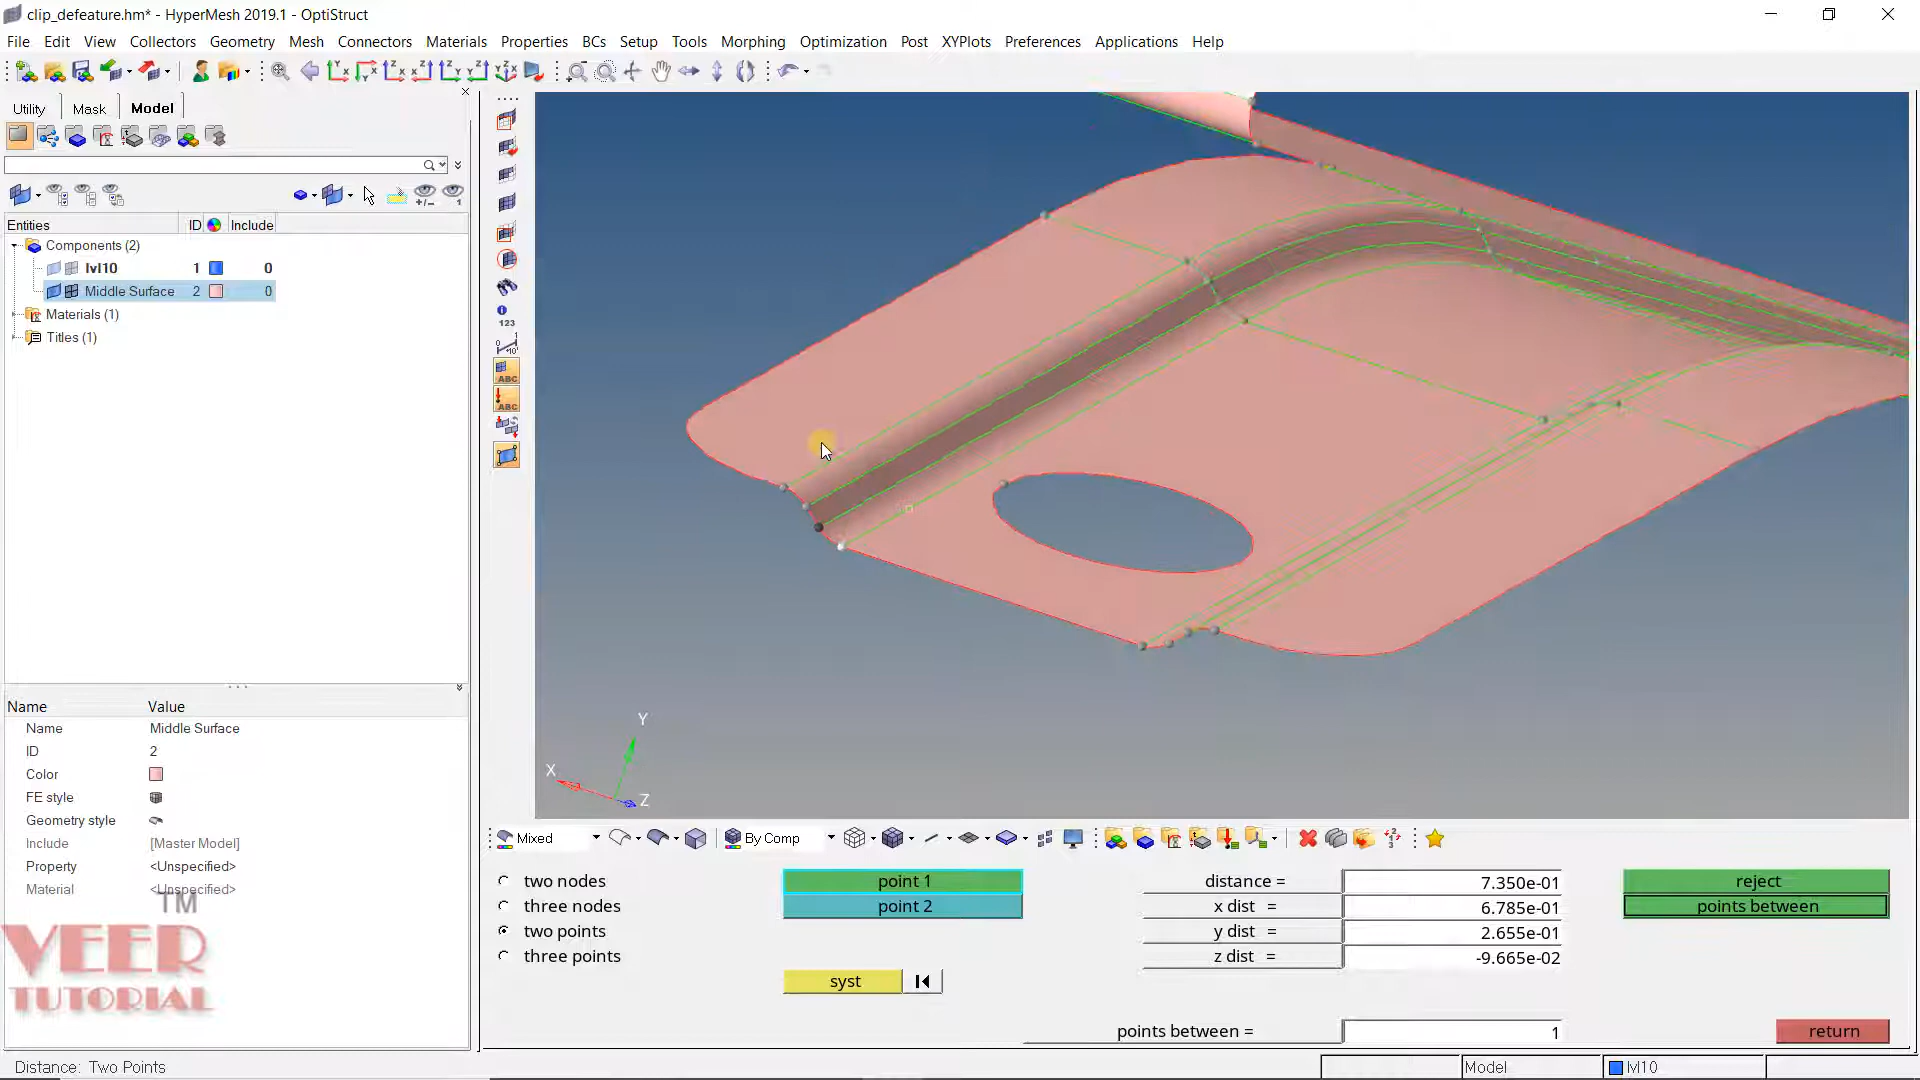 clip_defeature.hm* - HyperMesh 2019.1 - OptiStruct
File Edit View Collectors Geometry Mesh Connectors Materials Properties BCs Setup Tools Morphing Optimization Post XYPlots Preferences Applications Help
Utility Mask Model
Entities ID Include
Components (2)
lvl10 1 0
Middle Surface 2 0
Materials (1)
Titles (1)
Name Value
Name Middle Surface
ID 2
Color
FE style
Geometry style
Include [Master Model]
Property <Unspecified>
Material <Unspecified>
TM
VEER
TUTORIAL
123
ABC
ABC
Y
X
Z
Mixed By Comp
two nodes point 1 distance = 7.350e-01 reject
three nodes point 2 x dist = 6.785e-01 points between
two points y dist = 2.655e-01
three points z dist = -9.665e-02
syst
points between = 1 return
Distance: Two Points Model lvl10